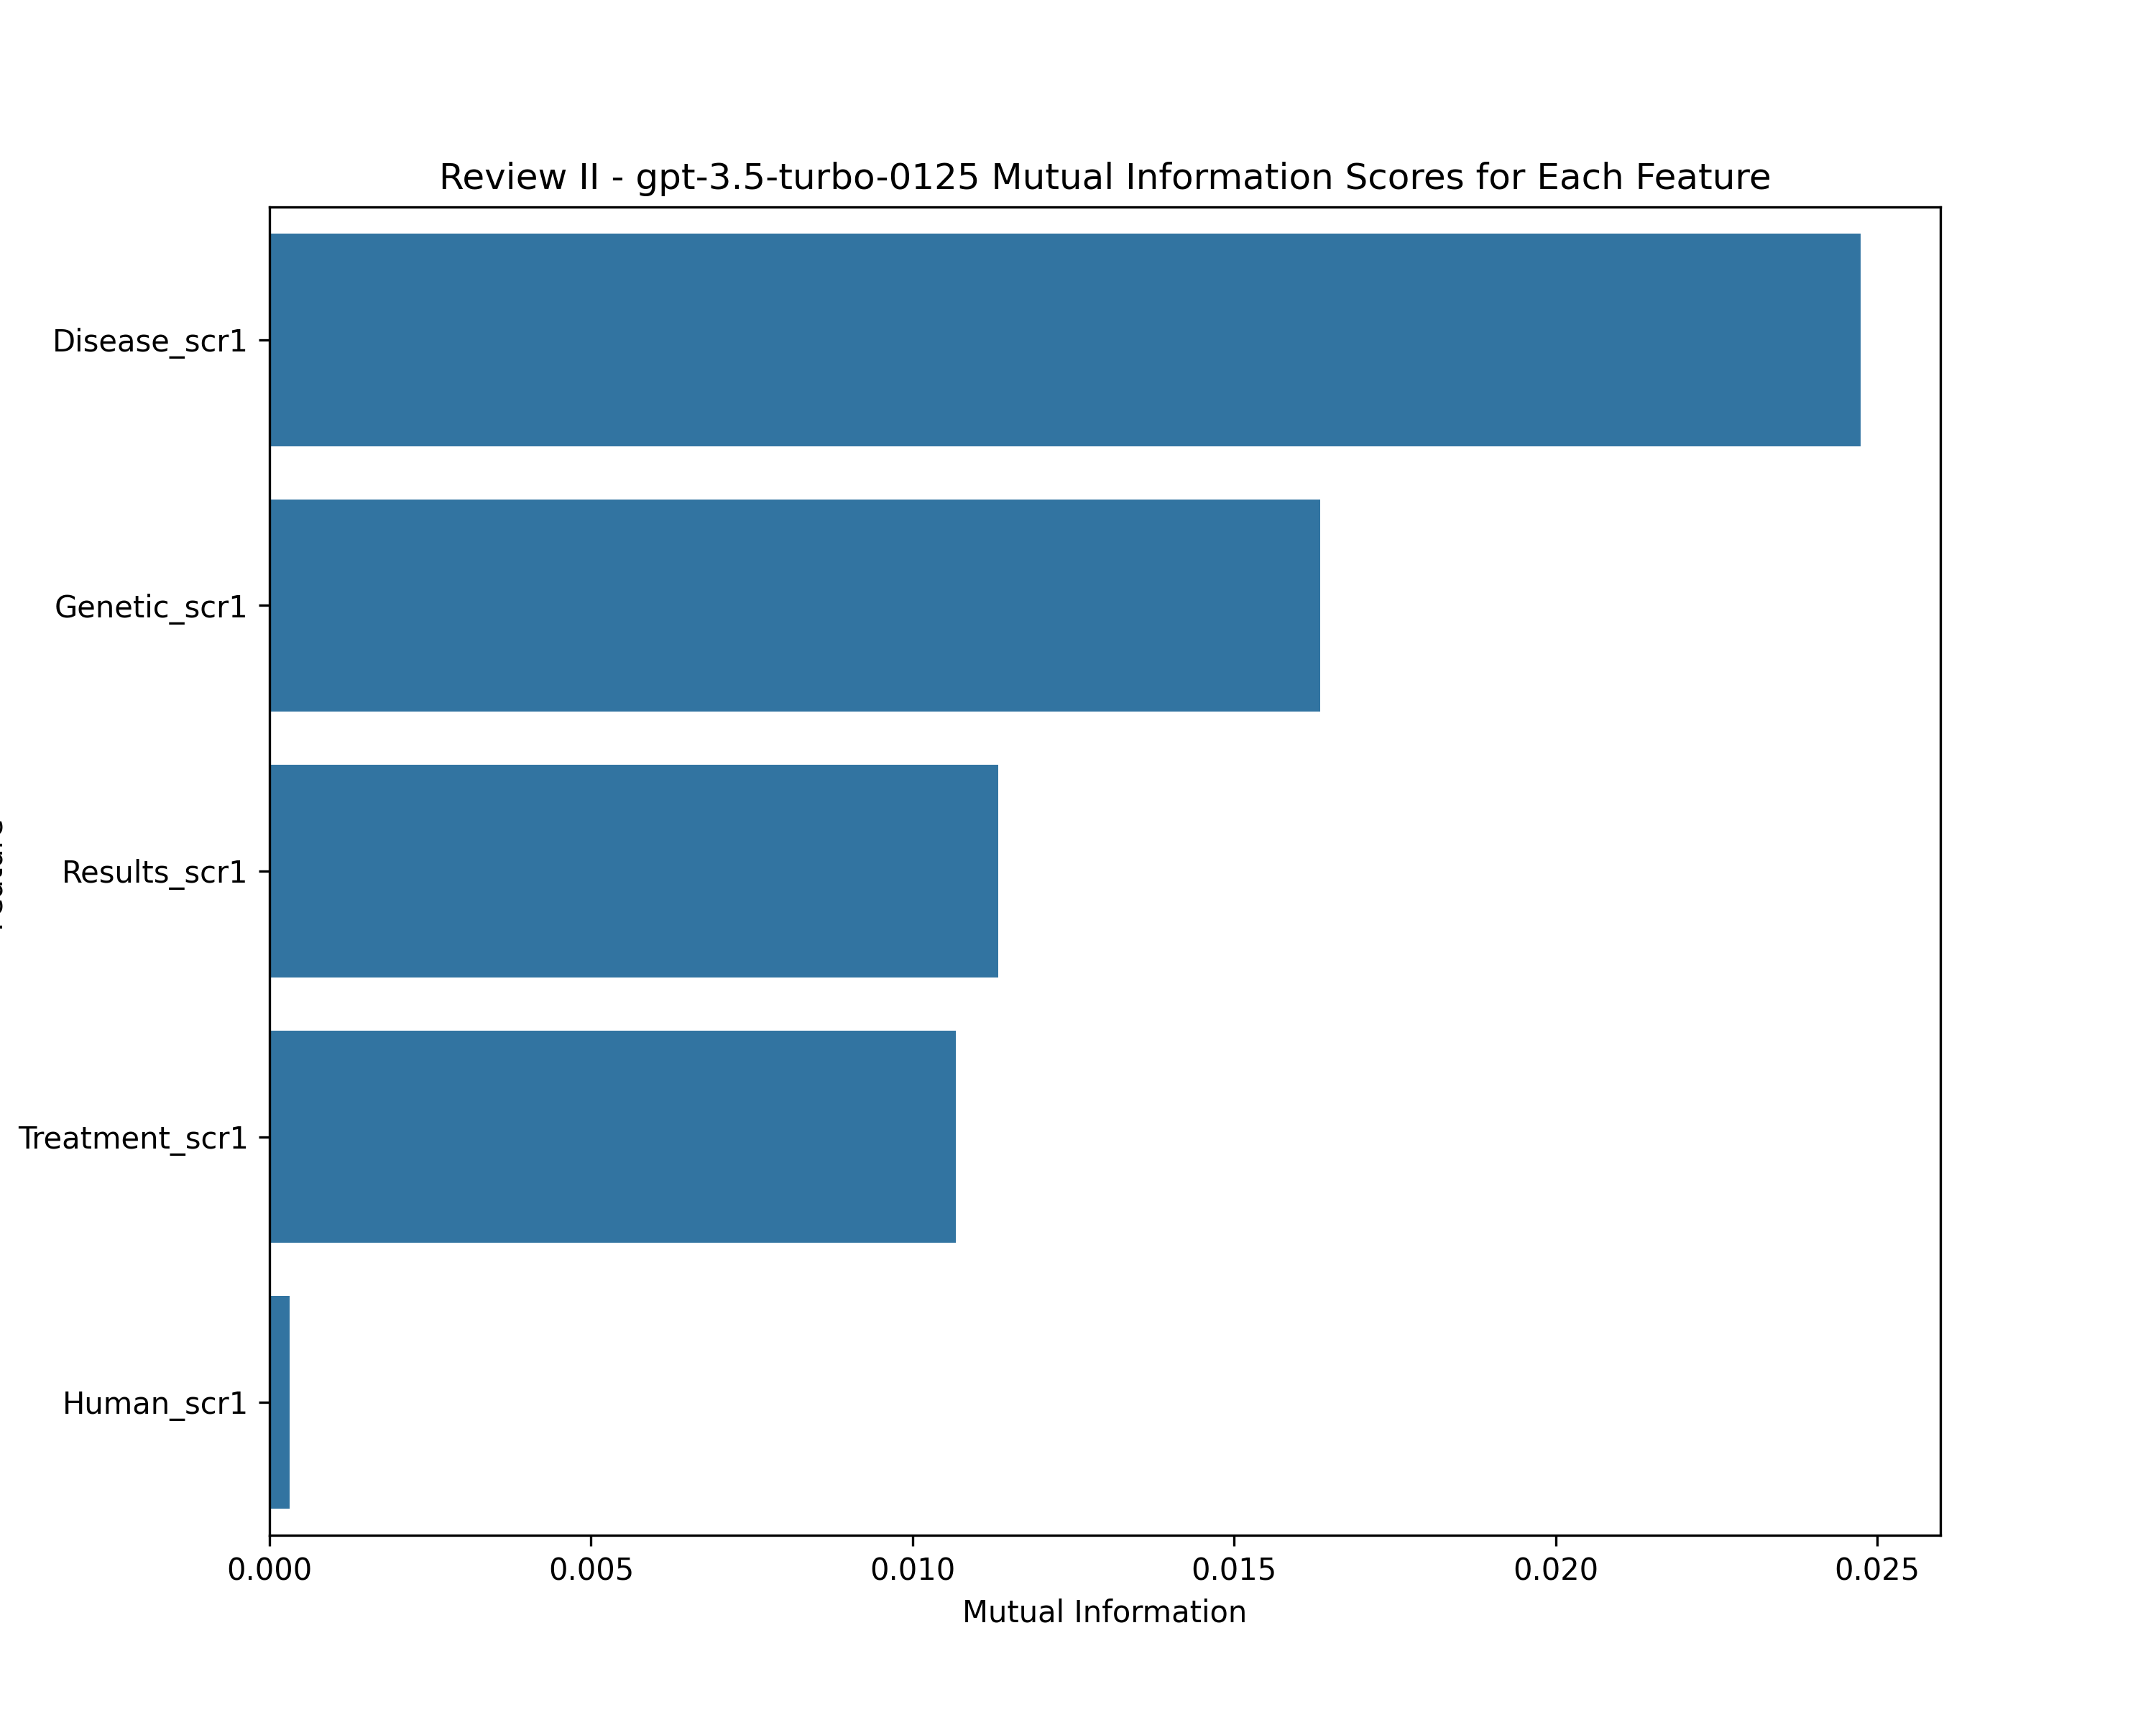 Review II - gpt-3.5-turbo-0125 Mutual Information Scores for Each Feature
Disease_scr1
Genetic_scr1
Results_scr1
Treatment_scr1
Human_scr1
0.000 0.005 0.010 0.015 0.020 0.025
Mutual Information